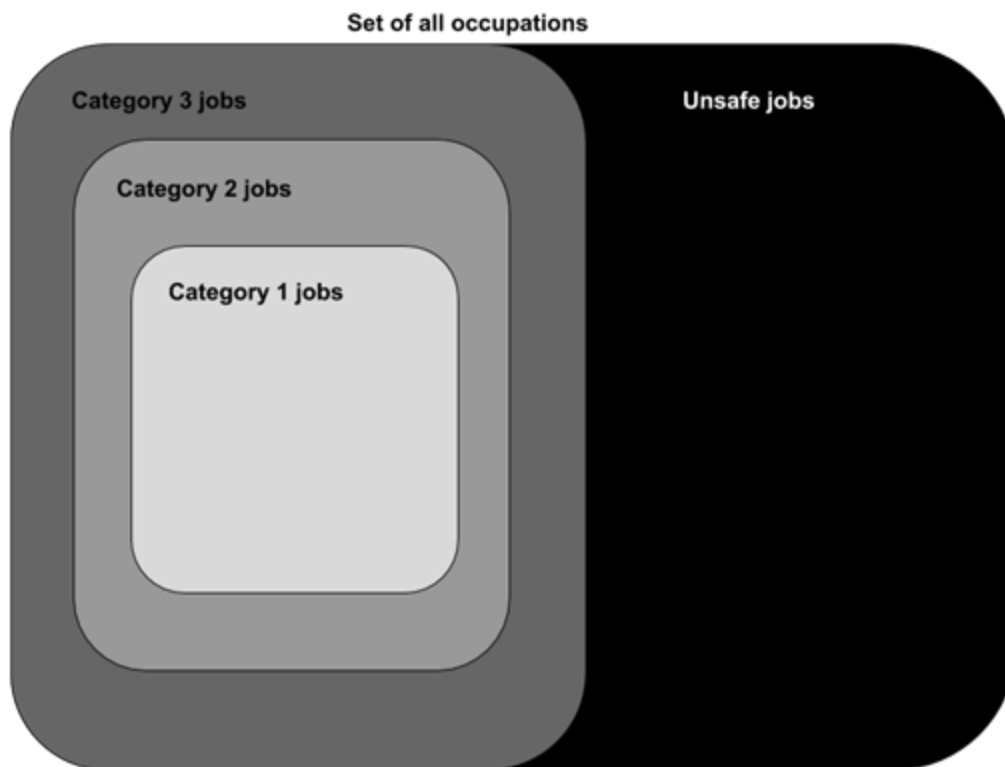 Set of all occupations
Category 3 jobs
Unsafe jobs
Category 2 jobs
Category 1 jobs